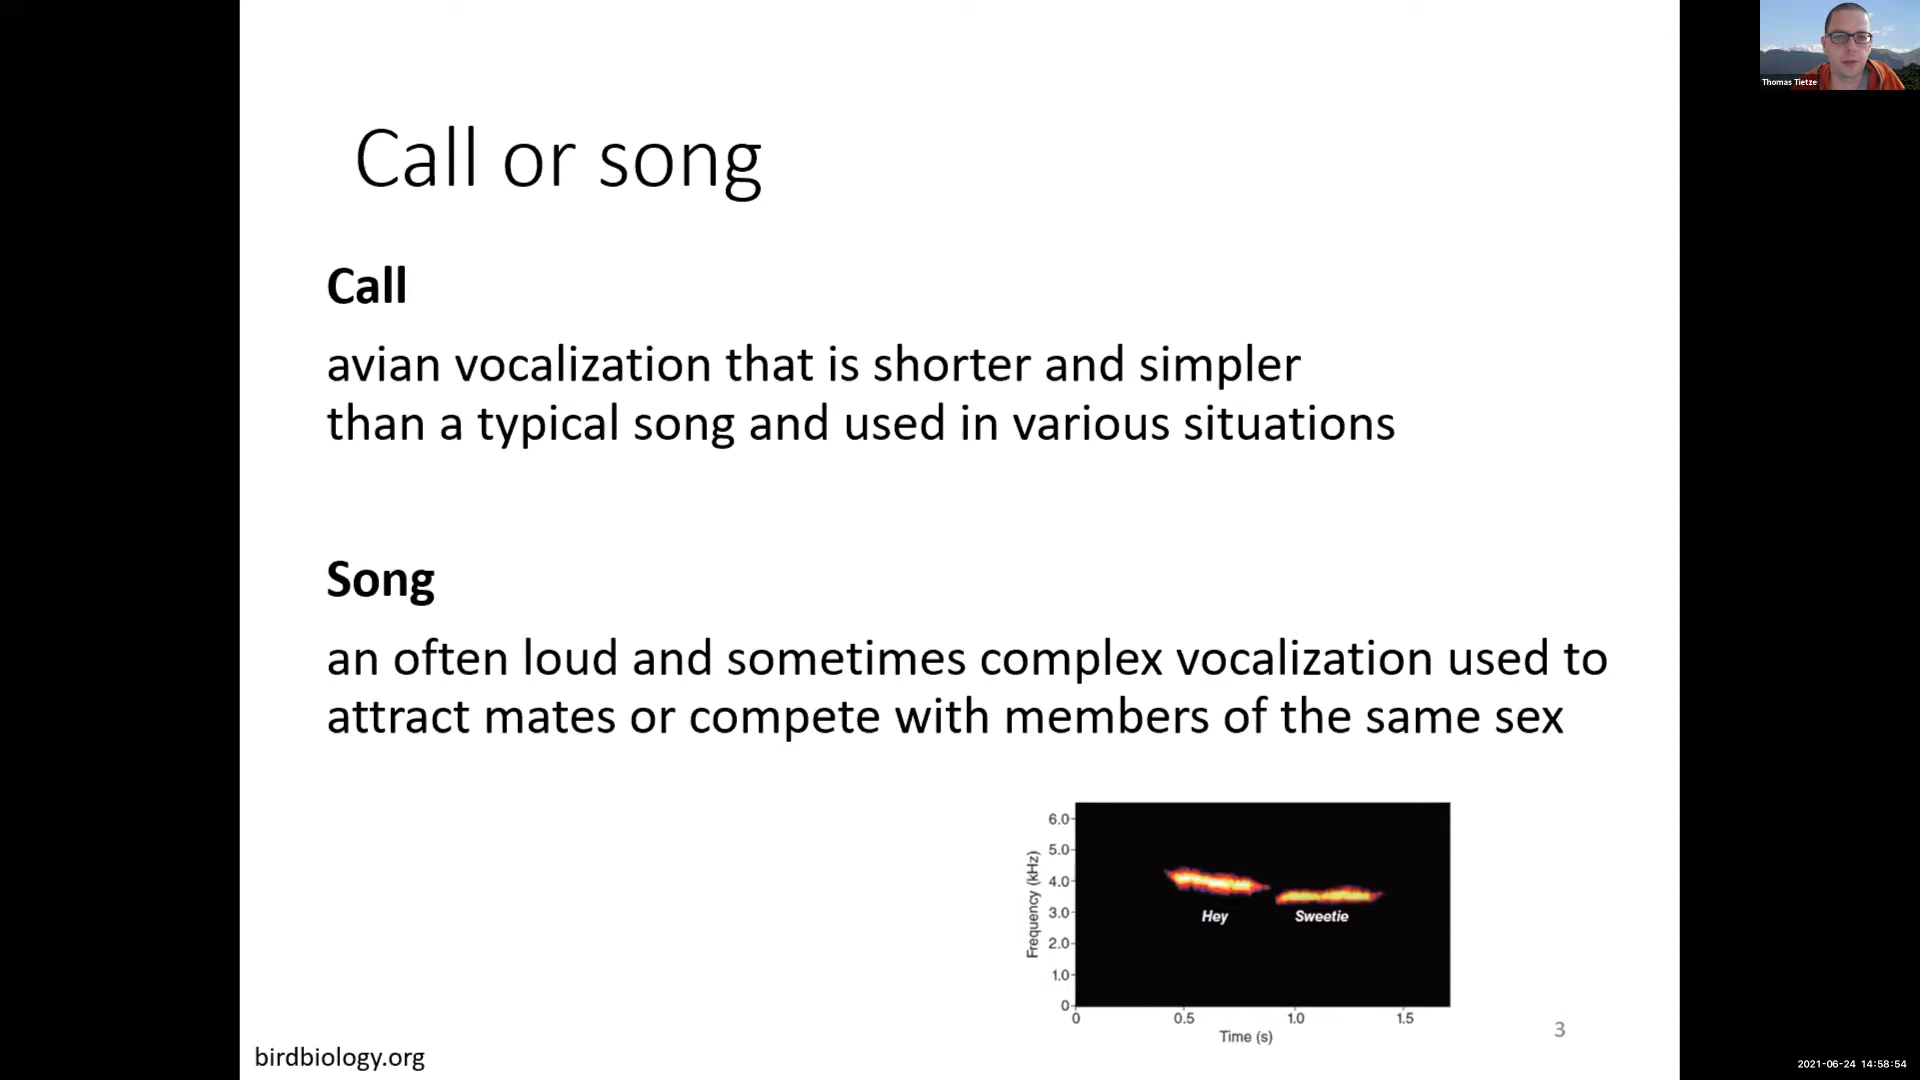 Thomas Tietze
Call or song
Call
avian vocalization that is shorter and simpler
than a typical song and used in various situations
Song
an often loud and sometimes complex vocalization used to
attract mates or compete with members of the same sex
6.0
5.0
4.0
3.0
2.0
1.0
0
Frequency (kHz)
Hey
Sweetie
0
0.5
1.0
1.5
Time (s)
3
birdbiology.org
2021-06-24 14:58:54